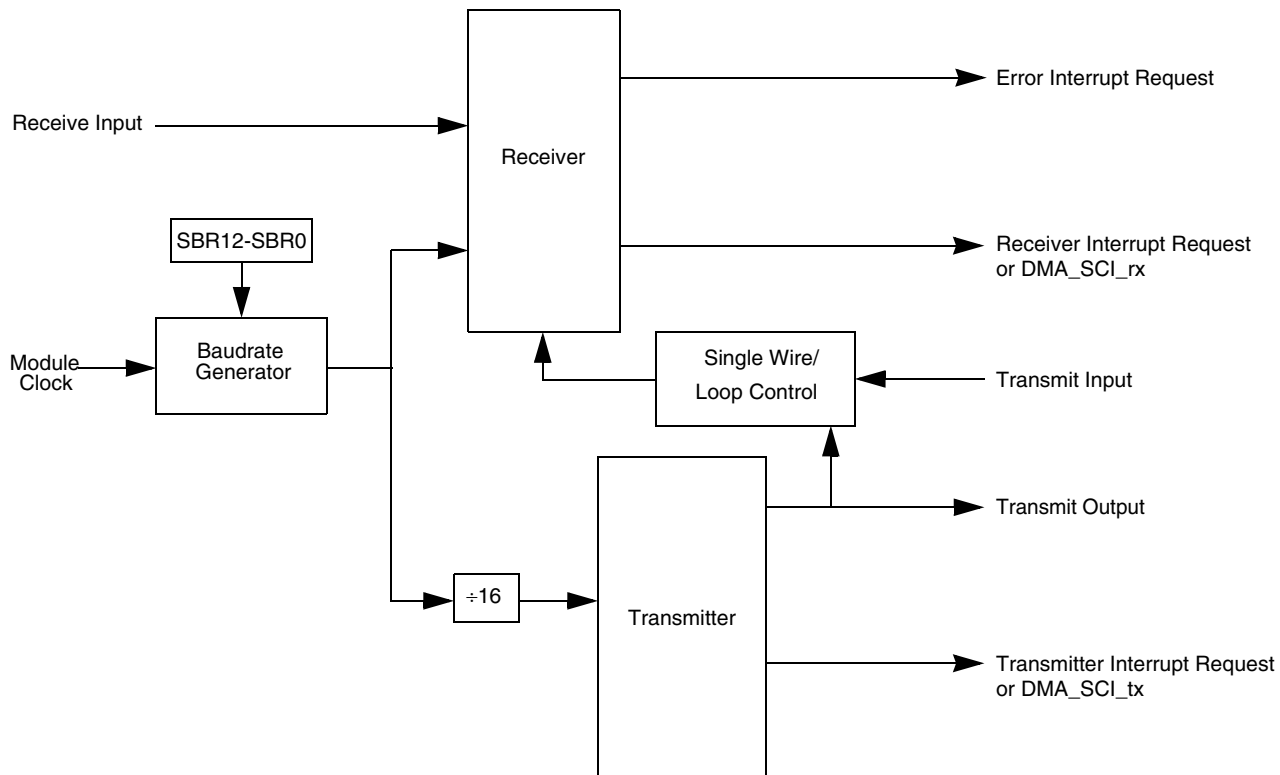 Error Interrupt Request
Receive Input
Receiver
SBR12-SBR0
Receiver Interrupt Request
or DMA_SCI_rx
Module
Clock
Baudrate
Generator
Single Wire/
Loop Control
Transmit Input
Transmit Output
÷16
Transmitter
Transmitter Interrupt Request
or DMA_SCI_tx